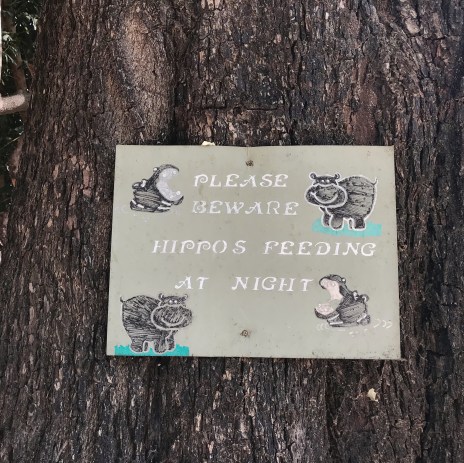 PLEASE
BEWARE
HIPPOS FEEDING
AT NIGHT